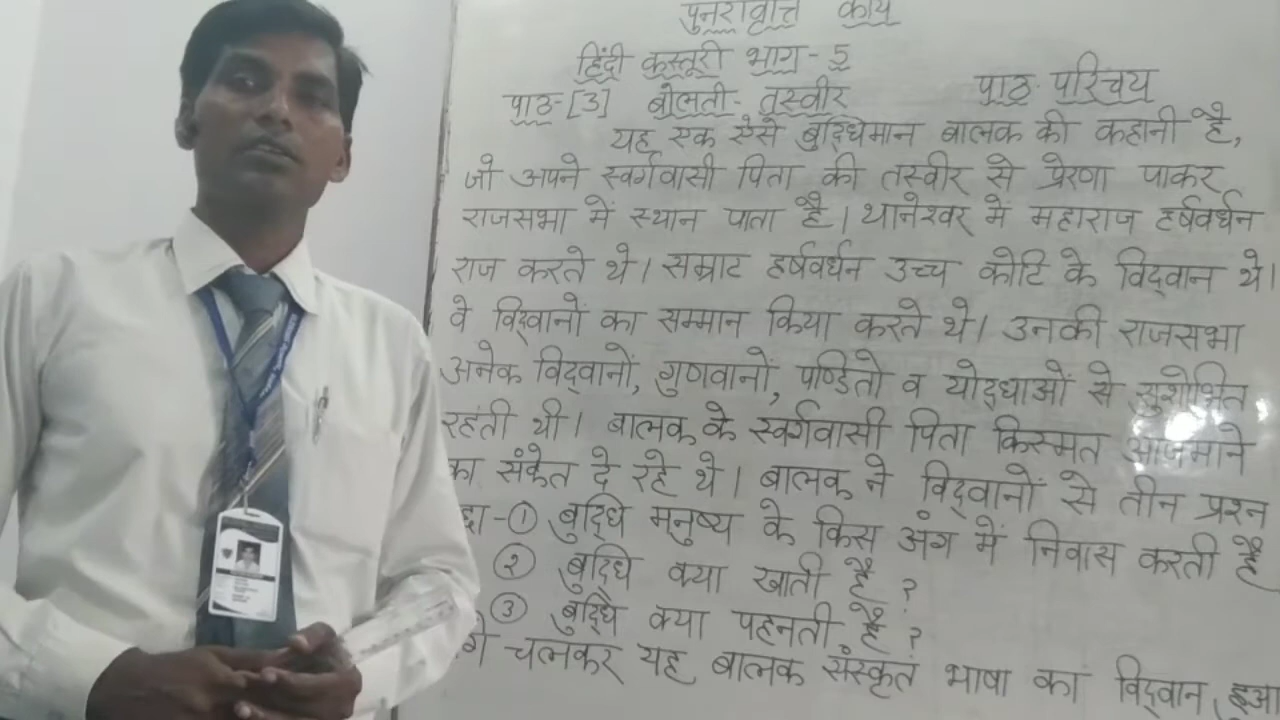 पुनरावृत्ति कार्य
हिंदी कस्तूरी भाग - 5
पाठ-[3] बोलती - तस्वीर पाठ परिचय
यह एक ऐसे बुद्धिमान बालक की कहानी है,
जो अपने स्वर्गवासी पिता की तस्वीर से प्रेरणा पाकर
राजसभा में स्थान पाता है। थानेश्वर में महाराज हर्षवर्धन
राज करते थे। सम्राट हर्षवर्धन उच्च कोटि के विद्वान थे।
वे विद्वानों का सम्मान किया करते थे। उनकी राजसभा
अनेक विद्वानों, गुणवानों, पण्डितो व योद्धाओं से सुशोभित
रहती थी। बालक के स्वर्गवासी पिता किस्मत आजमाने
का संकेत दे रहे थे। बालक ने विद्वानों से तीन प्रश्न
छा-① बुद्धि मनुष्य के किस अंग में निवास करती है
② बुद्धि क्या खाती है ?
③ बुद्धि क्या पहनती है ?
गे चलकर यह बालक संस्कृत भाषा का विद्वान हुआ